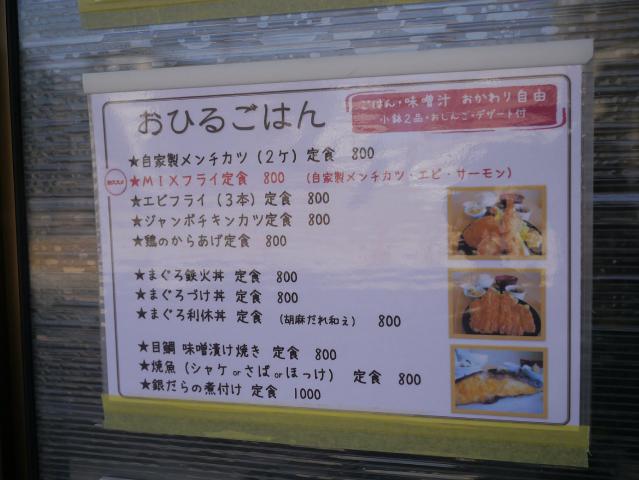 おひるごはん
ごはん・味噌汁 おかわり自由
小鉢2品・おしんこ・デザート付
★自家製メンチカツ（2ケ）定食 800
★MIXフライ定食 800 （自家製メンチカツ・エビ・サーモン）
★エビフライ（3本）定食 800
★ジャンボチキンカツ定食 800
★鶏のからあげ定食 800
★まぐろ鉄火丼 定食 800
★まぐろづけ丼 定食 800
★まぐろ利休丼 定食 （胡麻だれ和え） 800
★目鯛 味噌漬け焼き 定食 800
★焼魚（シャケorさばorほっけ） 定食 800
★銀だらの煮付け 定食 1000